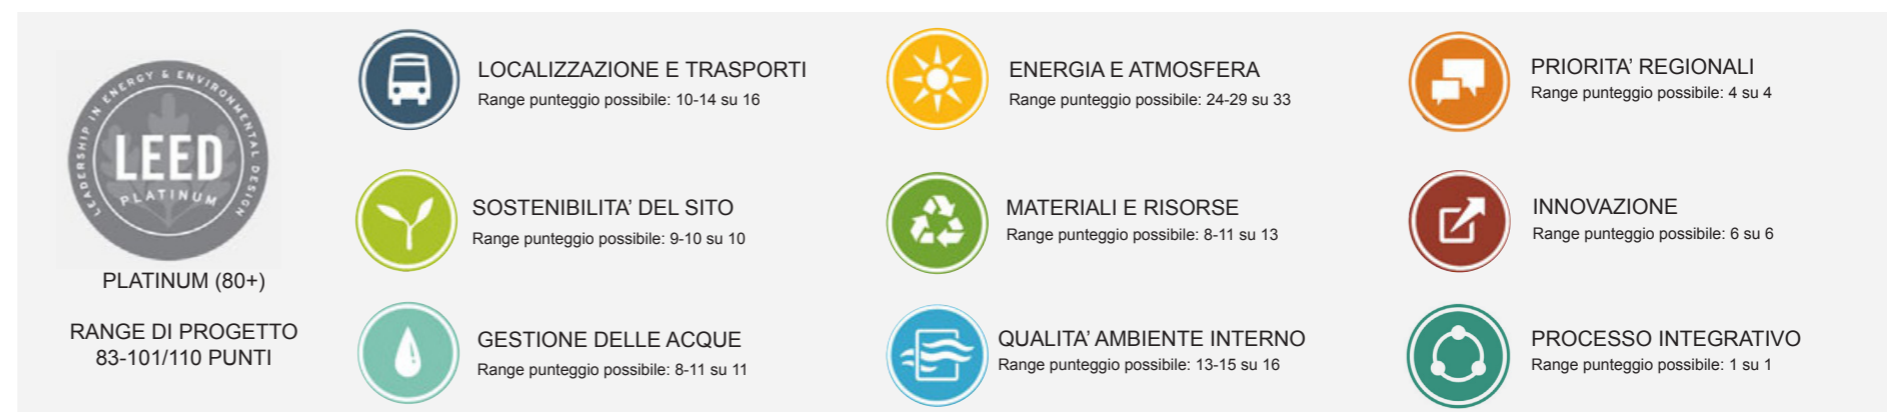 LEADERSHIP IN ENERGY & ENVIRONMENTAL DESIGN
LEED
PLATINUM
PLATINUM (80+)
RANGE DI PROGETTO
83-101/110 PUNTI
LOCALIZZAZIONE E TRASPORTI
Range punteggio possibile: 10-14 su 16
SOSTENIBILITA’ DEL SITO
Range punteggio possibile: 9-10 su 10
GESTIONE DELLE ACQUE
Range punteggio possibile: 8-11 su 11
ENERGIA E ATMOSFERA
Range punteggio possibile: 24-29 su 33
MATERIALI E RISORSE
Range punteggio possibile: 8-11 su 13
QUALITA’ AMBIENTE INTERNO
Range punteggio possibile: 13-15 su 16
PRIORITA’ REGIONALI
Range punteggio possibile: 4 su 4
INNOVAZIONE
Range punteggio possibile: 6 su 6
PROCESSO INTEGRATIVO
Range punteggio possibile: 1 su 1